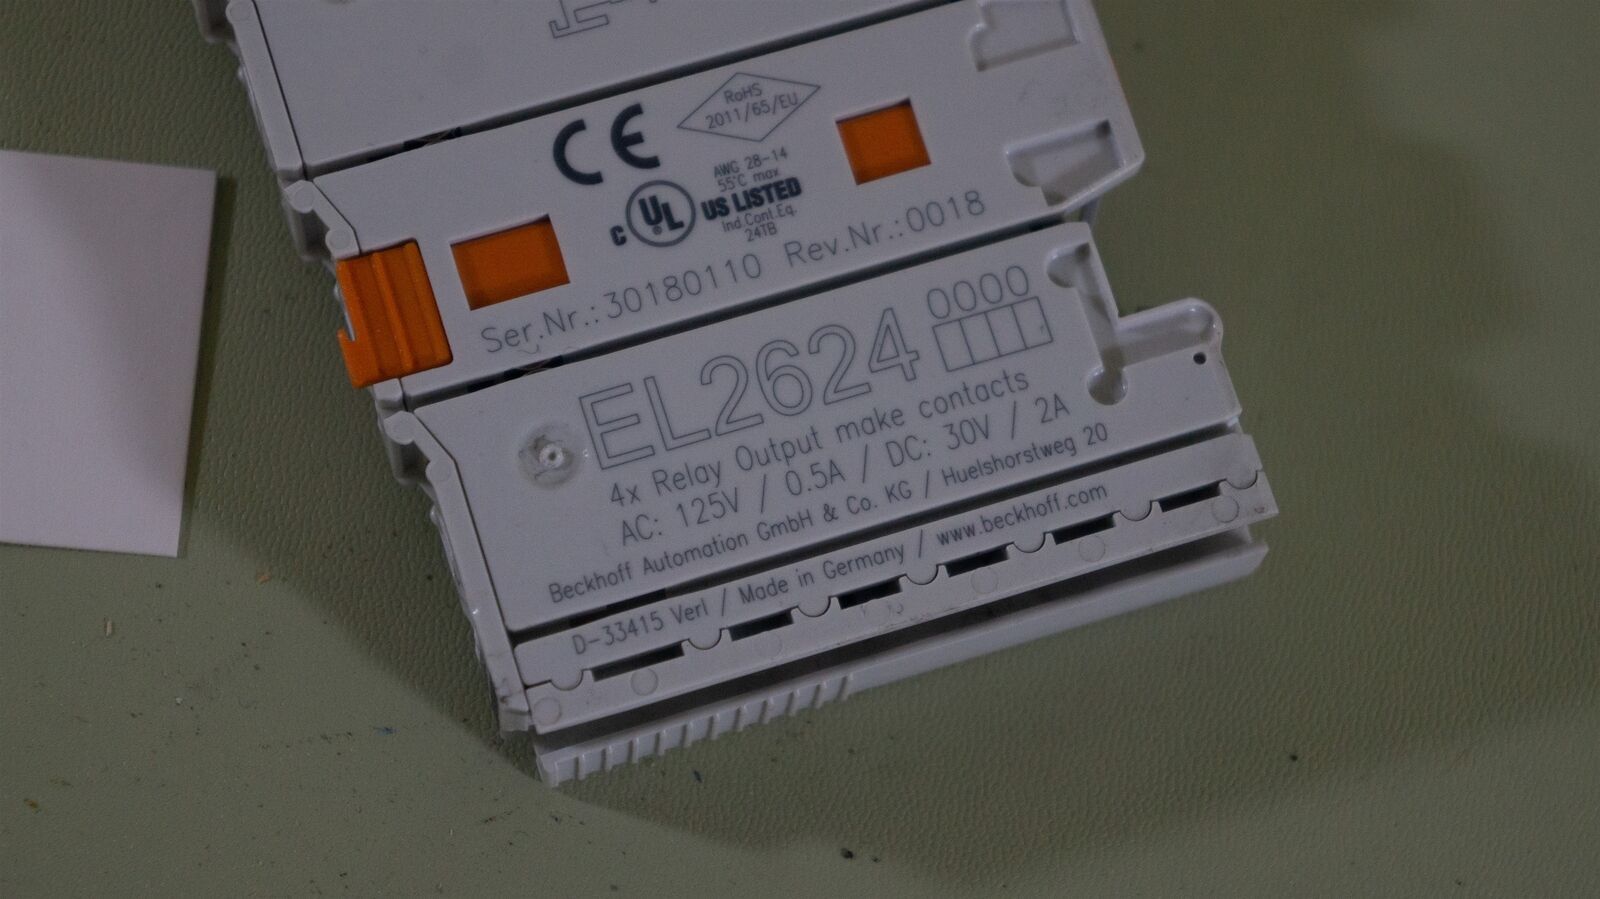 CE
RoHS
2011/65/EU
AWG 28-14
55°C max
c UL ® US LISTED
Ind.Cont.Eq.
24TB
Ser.Nr.:30180110 Rev.Nr.:0018
EL2624 0000
4x Relay Output make contacts
AC: 125V / 0.5A / DC: 30V / 2A
Beckhoff Automation GmbH & Co. KG / Huelshorstweg 20
D-33415 Verl / Made in Germany / www.beckhoff.com